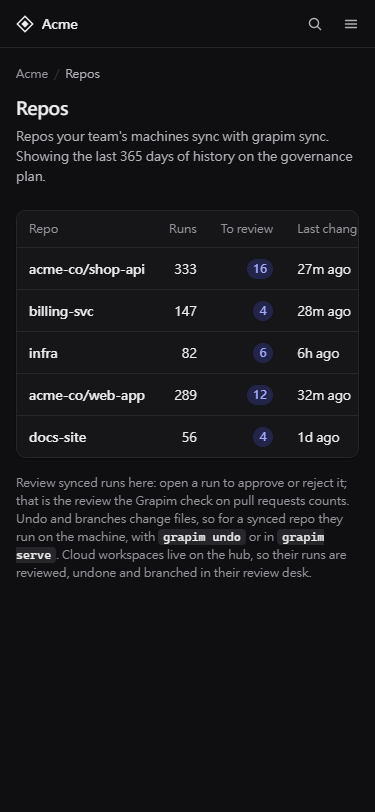 Acme
Acme / Repos
Repos
Repos your team's machines sync with grapim sync.
Showing the last 365 days of history on the governance
plan.
Repo Runs To review Last chang
acme-co/shop-api 333 16 27m ago
billing-svc 147 4 28m ago
infra 82 6 6h ago
acme-co/web-app 289 12 32m ago
docs-site 56 4 1d ago
Review synced runs here: open a run to approve or reject it;
that is the review the Grapim check on pull requests counts.
Undo and branches change files, so for a synced repo they
run on the machine, with grapim undo or in grapim
serve . Cloud workspaces live on the hub, so their runs are
reviewed, undone and branched in their review desk.